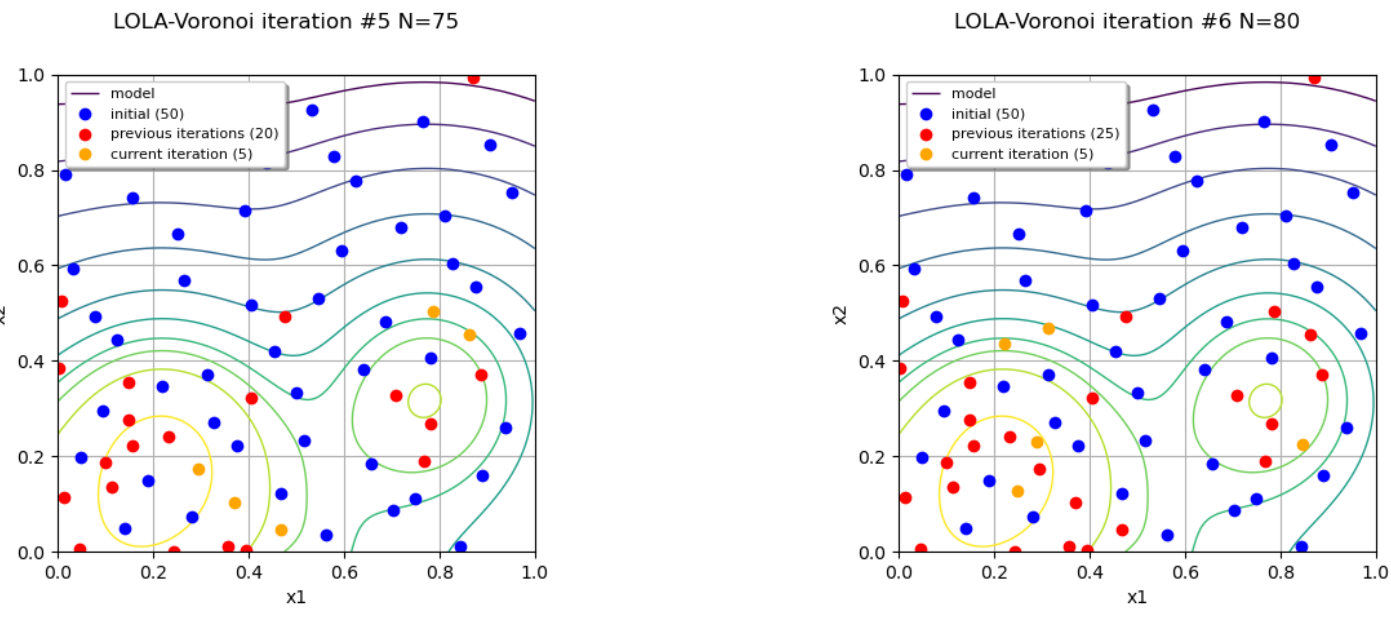 LOLA-Voronoi iteration #5 N=75
model
initial (50)
previous iterations (20)
current iteration (5)
1.0
0.8
0.6
0.4
0.2
0.0
x2
0.0 0.2 0.4 0.6 0.8 1.0
x1
LOLA-Voronoi iteration #6 N=80
model
initial (50)
previous iterations (25)
current iteration (5)
1.0
0.8
0.6
0.4
0.2
0.0
x2
0.0 0.2 0.4 0.6 0.8 1.0
x1